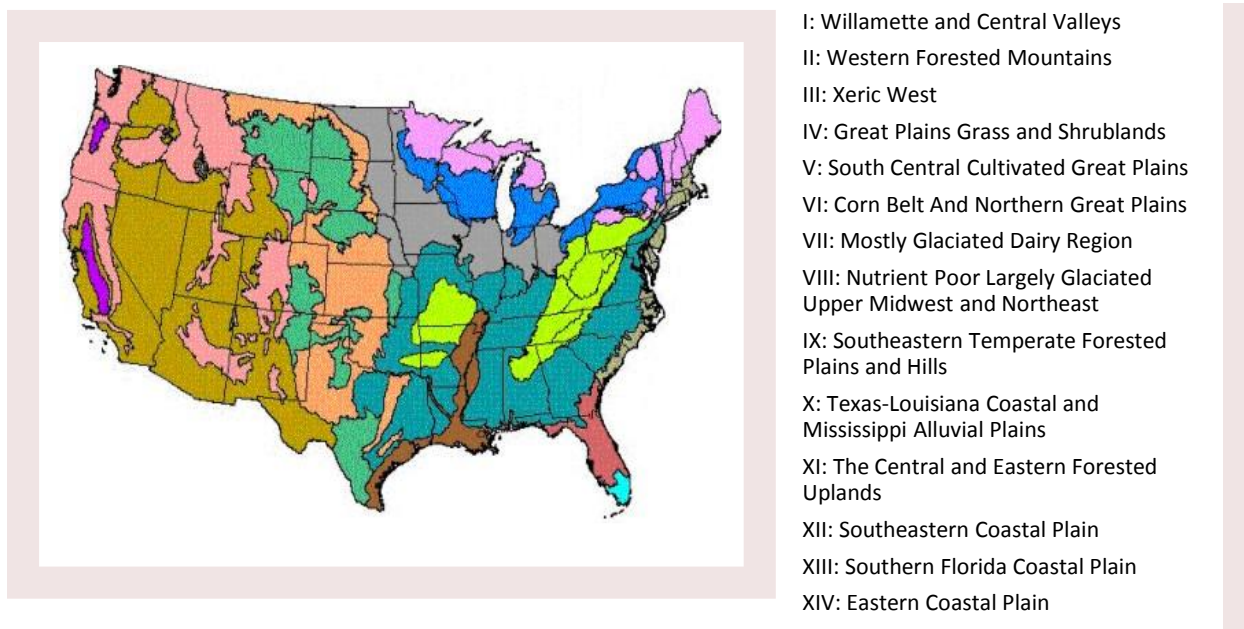 I: Willamette and Central Valleys
II: Western Forested Mountains
III: Xeric West
IV: Great Plains Grass and Shrublands
V: South Central Cultivated Great Plains
VI: Corn Belt And Northern Great Plains
VII: Mostly Glaciated Dairy Region
VIII: Nutrient Poor Largely Glaciated
Upper Midwest and Northeast
IX: Southeastern Temperate Forested
Plains and Hills
X: Texas-Louisiana Coastal and
Mississippi Alluvial Plains
XI: The Central and Eastern Forested
Uplands
XII: Southeastern Coastal Plain
XIII: Southern Florida Coastal Plain
XIV: Eastern Coastal Plain